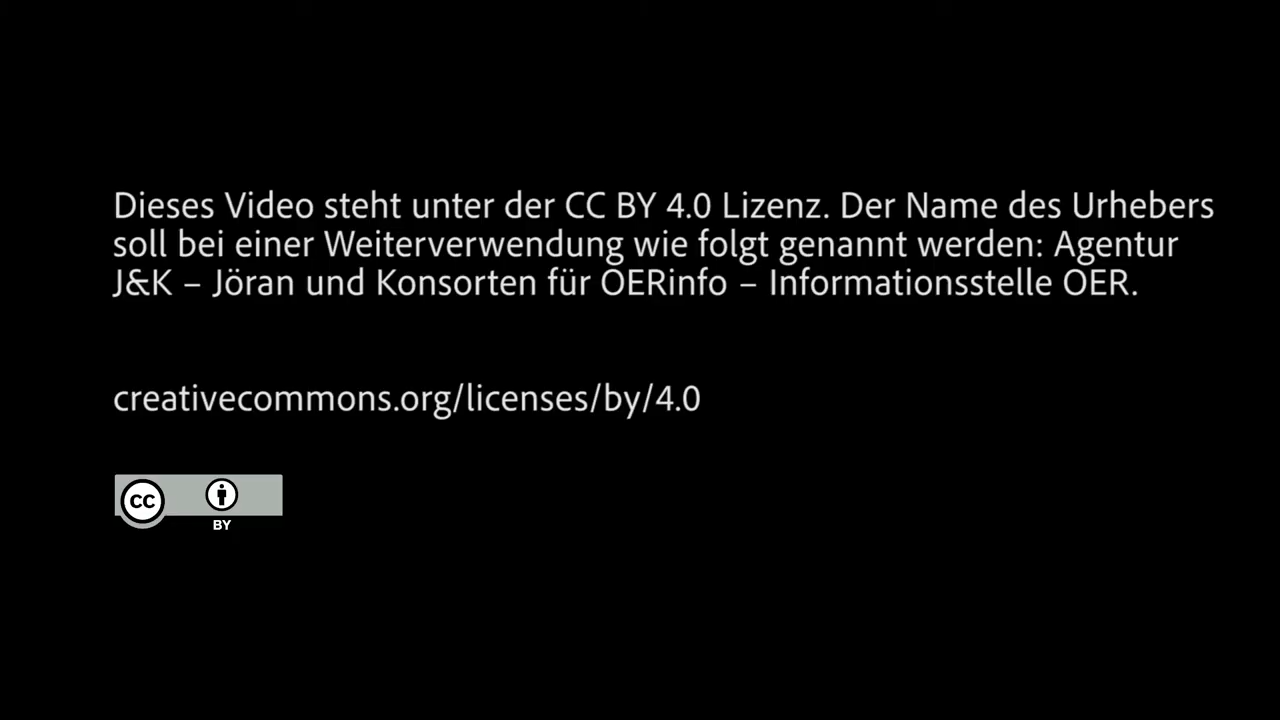 Dieses Video steht unter der CC BY 4.0 Lizenz. Der Name des Urhebers
soll bei einer Weiterverwendung wie folgt genannt werden: Agentur
J&K – Jöran und Konsorten für OERinfo – Informationsstelle OER.
creativecommons.org/licenses/by/4.0
CC
BY